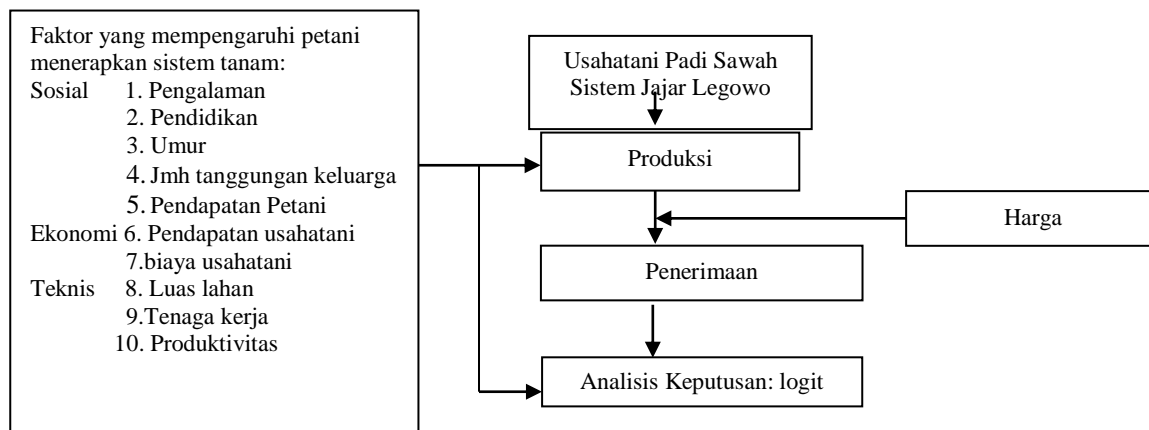 Faktor yang mempengaruhi petani
menerapkan sistem tanam:
Sosial 1. Pengalaman
2. Pendidikan
3. Umur
4. Jmh tanggungan keluarga
5. Pendapatan Petani
Ekonomi 6. Pendapatan usahatani
7.biaya usahatani
Teknis 8. Luas lahan
9.Tenaga kerja
10. Produktivitas
Usahatani Padi Sawah
Sistem Jajar Legowo
Produksi
Harga
Penerimaan
Analisis Keputusan: logit